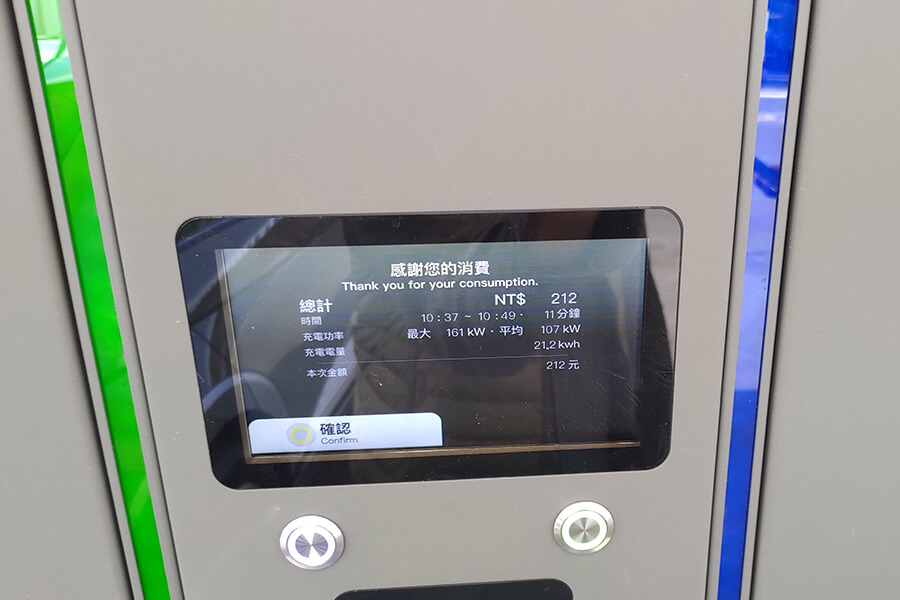 感謝您的消費
Thank you for your consumption.
總計 NT$ 212
時間 10:37 ~ 10:49 · 11分鐘
充電功率 最大 161 kW · 平均 107 kW
充電電量 21.2 kwh
本次金額 212 元
確認
Confirm